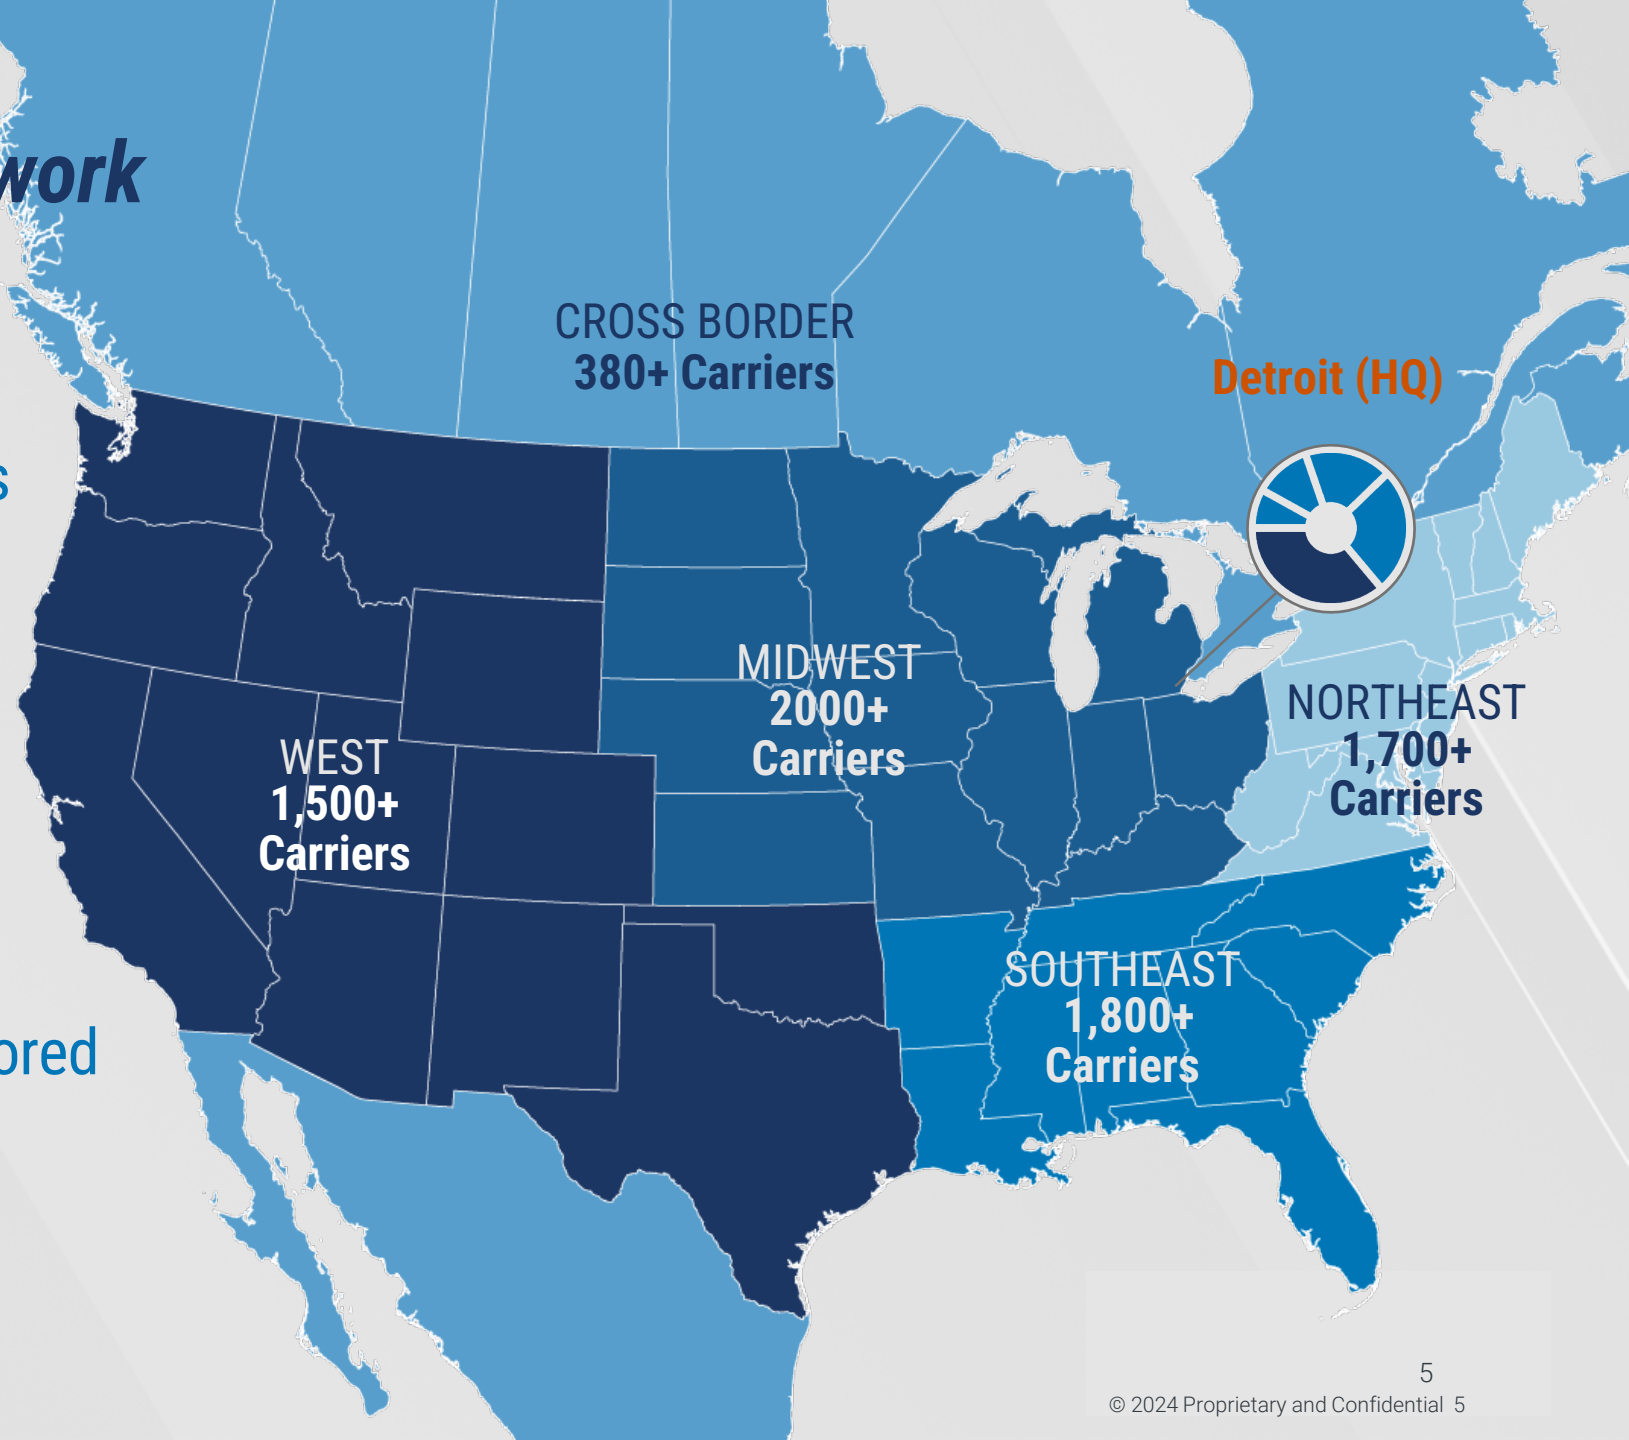 work
CROSS BORDER
380+ Carriers
Detroit (HQ)
s
MIDWEST
2000+
Carriers
NORTHEAST
1,700+
Carriers
WEST
1,500+
Carriers
SOUTHEAST
1,800+
Carriers
ored
5
© 2024 Proprietary and Confidential 5